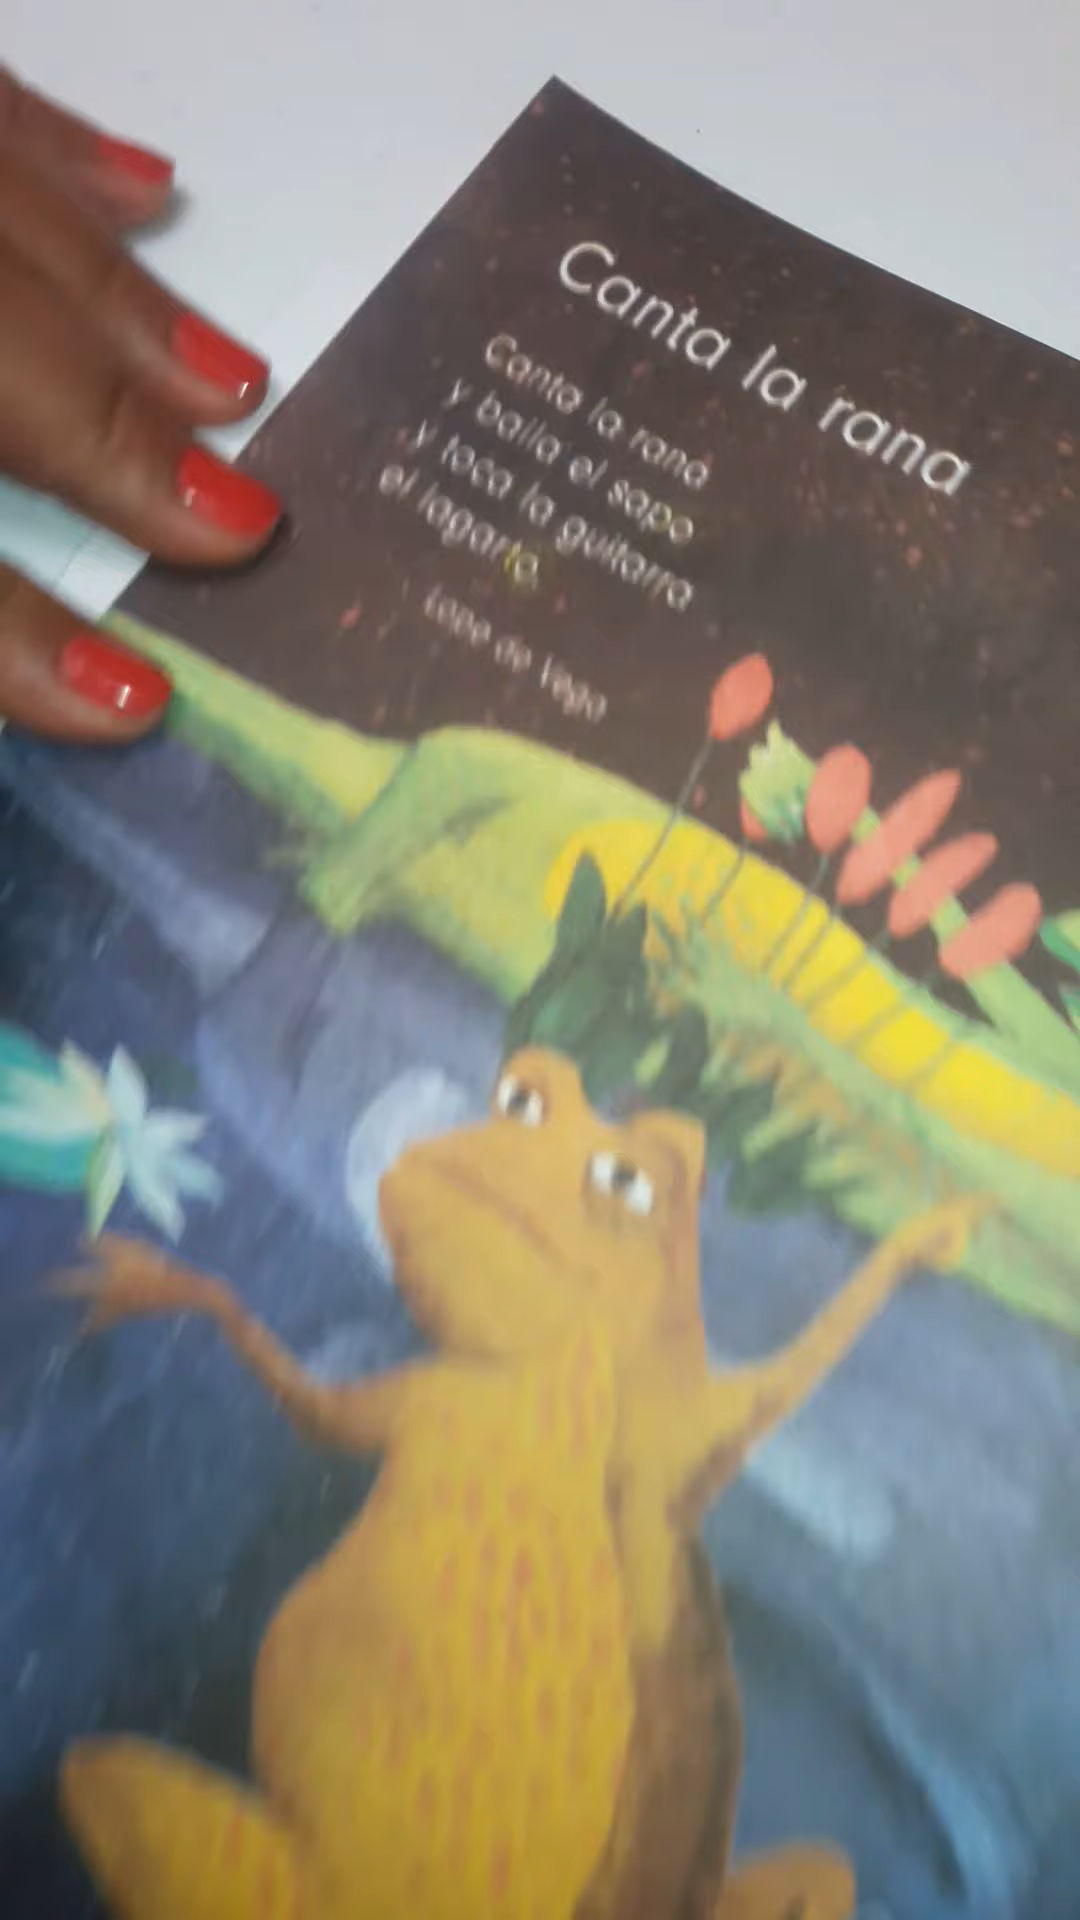 Canta la rana
Canta la rana
y baila el sapo
y toca la guitarra
el lagarto.
Lope de Vega